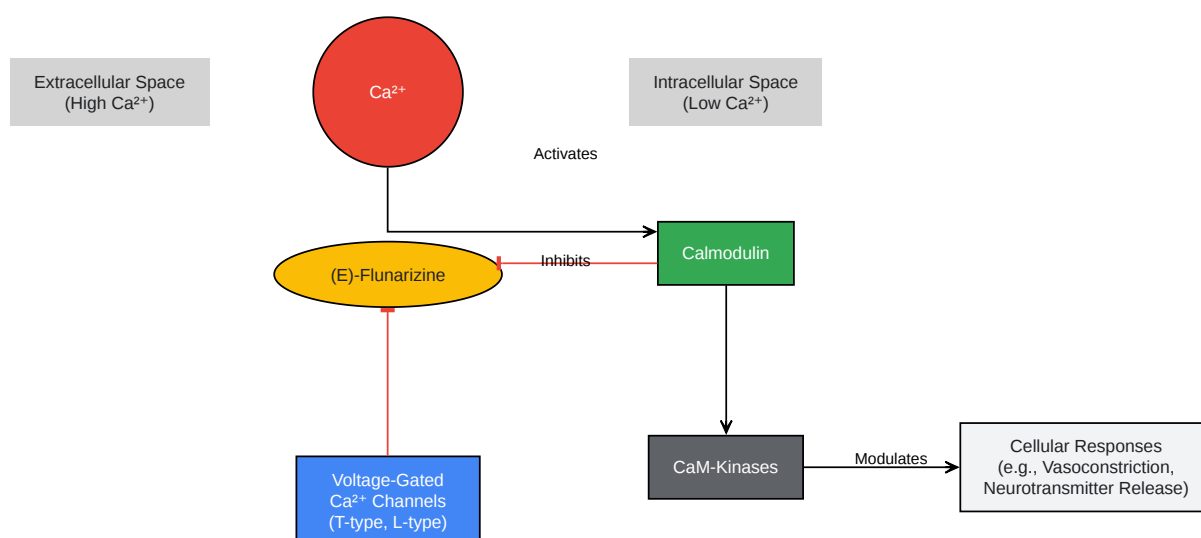 Extracellular Space
(High Ca²⁺)
Ca²⁺
Intracellular Space
(Low Ca²⁺)
Activates
Calmodulin
Inhibits
(E)-Flunarizine
Voltage-Gated
Ca²⁺ Channels
(T-type, L-type)
CaM-Kinases
Modulates
Cellular Responses
(e.g., Vasoconstriction,
Neurotransmitter Release)